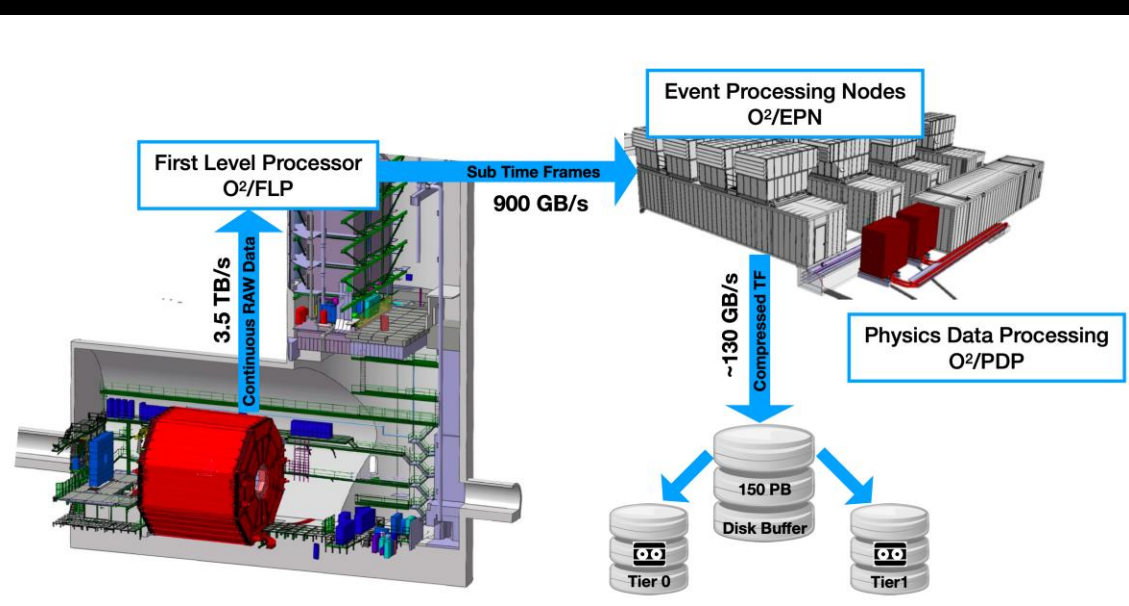 Event Processing Nodes
O²/EPN
First Level Processor
O²/FLP
Sub Time Frames
900 GB/s
3.5 TB/s
Continuous RAW Data
~130 GB/s
Compressed TF
Physics Data Processing
O²/PDP
150 PB
Disk Buffer
Tier 0
Tier1